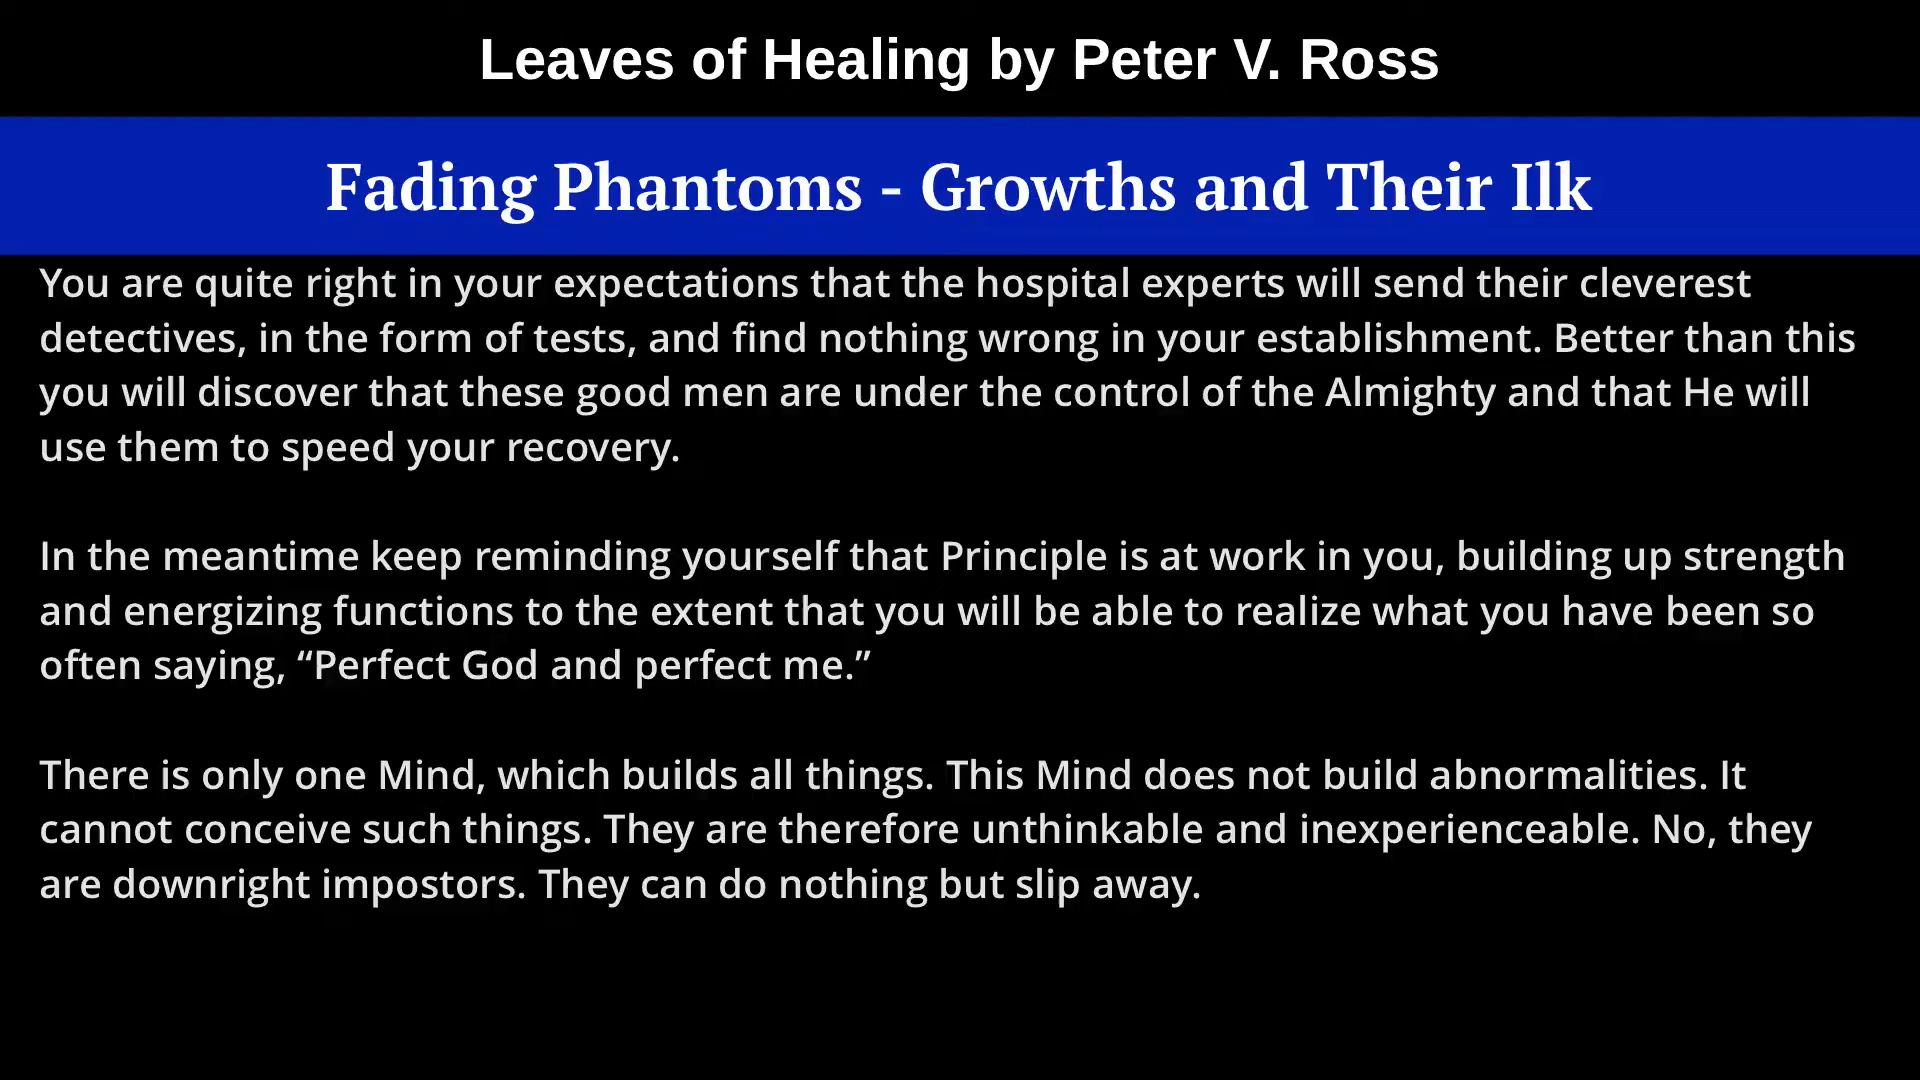 Leaves of Healing by Peter V. Ross
Fading Phantoms - Growths and Their Ilk
You are quite right in your expectations that the hospital experts will send their cleverest
detectives, in the form of tests, and find nothing wrong in your establishment. Better than this
you will discover that these good men are under the control of the Almighty and that He will
use them to speed your recovery.
In the meantime keep reminding yourself that Principle is at work in you, building up strength
and energizing functions to the extent that you will be able to realize what you have been so
often saying, “Perfect God and perfect me.”
There is only one Mind, which builds all things. This Mind does not build abnormalities. It
cannot conceive such things. They are therefore unthinkable and inexperienceable. No, they
are downright impostors. They can do nothing but slip away.